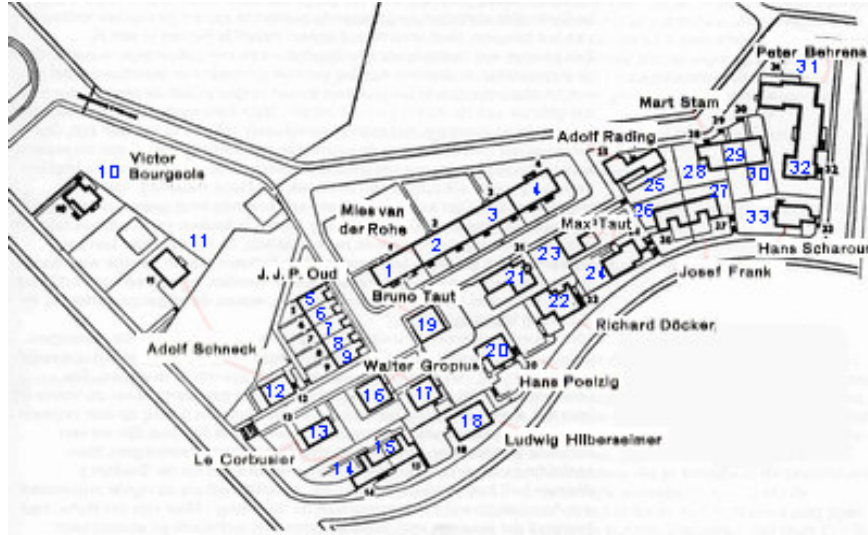 Peter Behrens
31
Mart Stam
Adolf Rading
10
Victor
Bourgeois
29
28
30
32
25
4
3
27
26
33
11
Mies van
der Rohe
2
Max Taut
23
Hans Scharoun
1
24
Josef Frank
J. J. P. Oud
21
5
Bruno Taut
22
6
7
19
Richard Döcker
8
Adolf Schneck
9
20
Walter Gropius
Hans Poelzig
12
16
17
13
18
Ludwig Hilberseimer
15
Le Corbusier
14